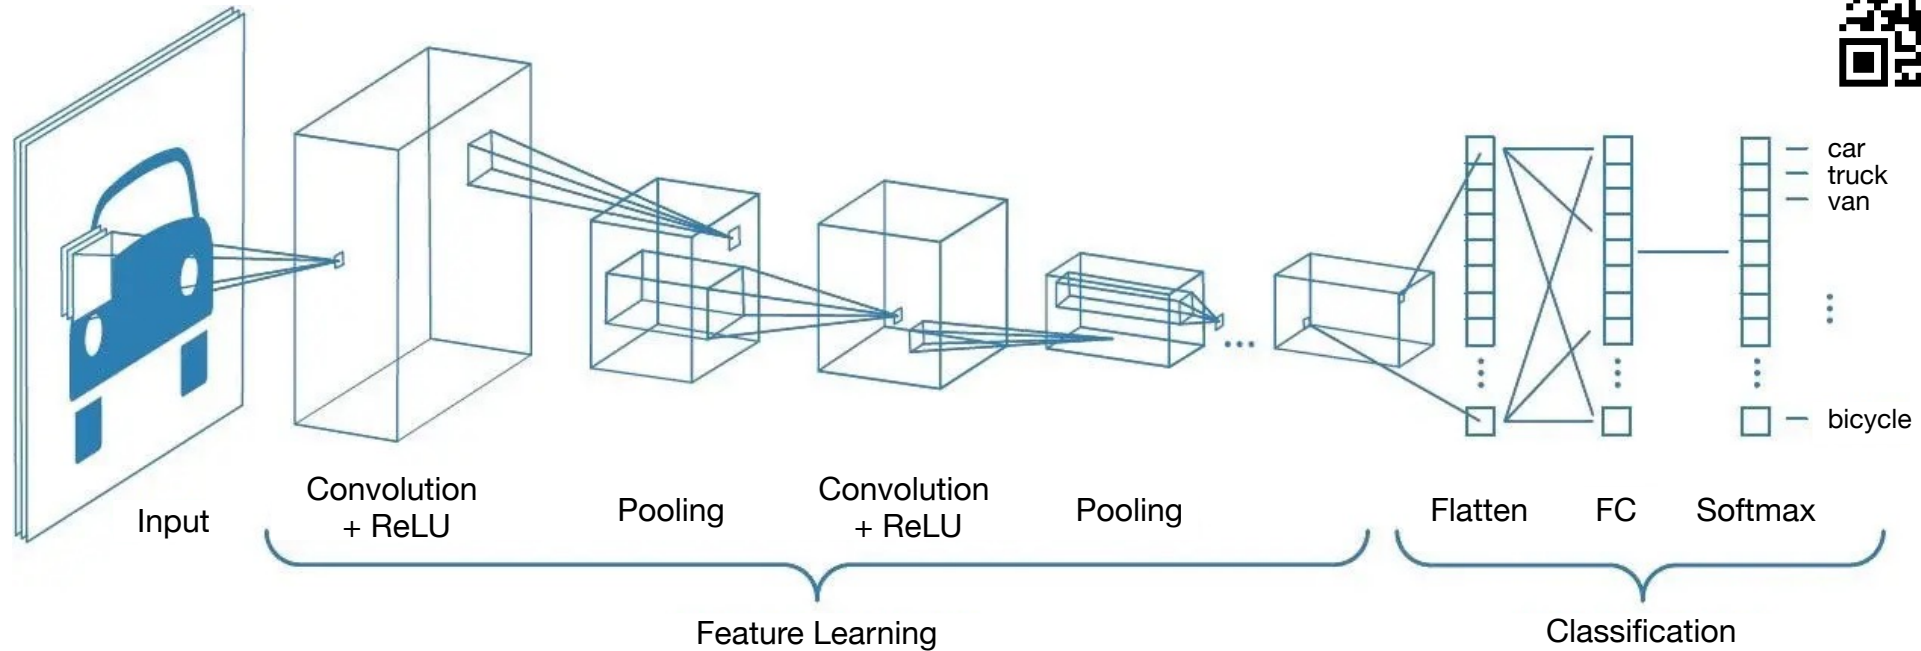 car
truck
van
bicycle
Input
Convolution
+ ReLU
Pooling
Convolution
+ ReLU
Pooling
Flatten
FC
Softmax
Feature Learning
Classification